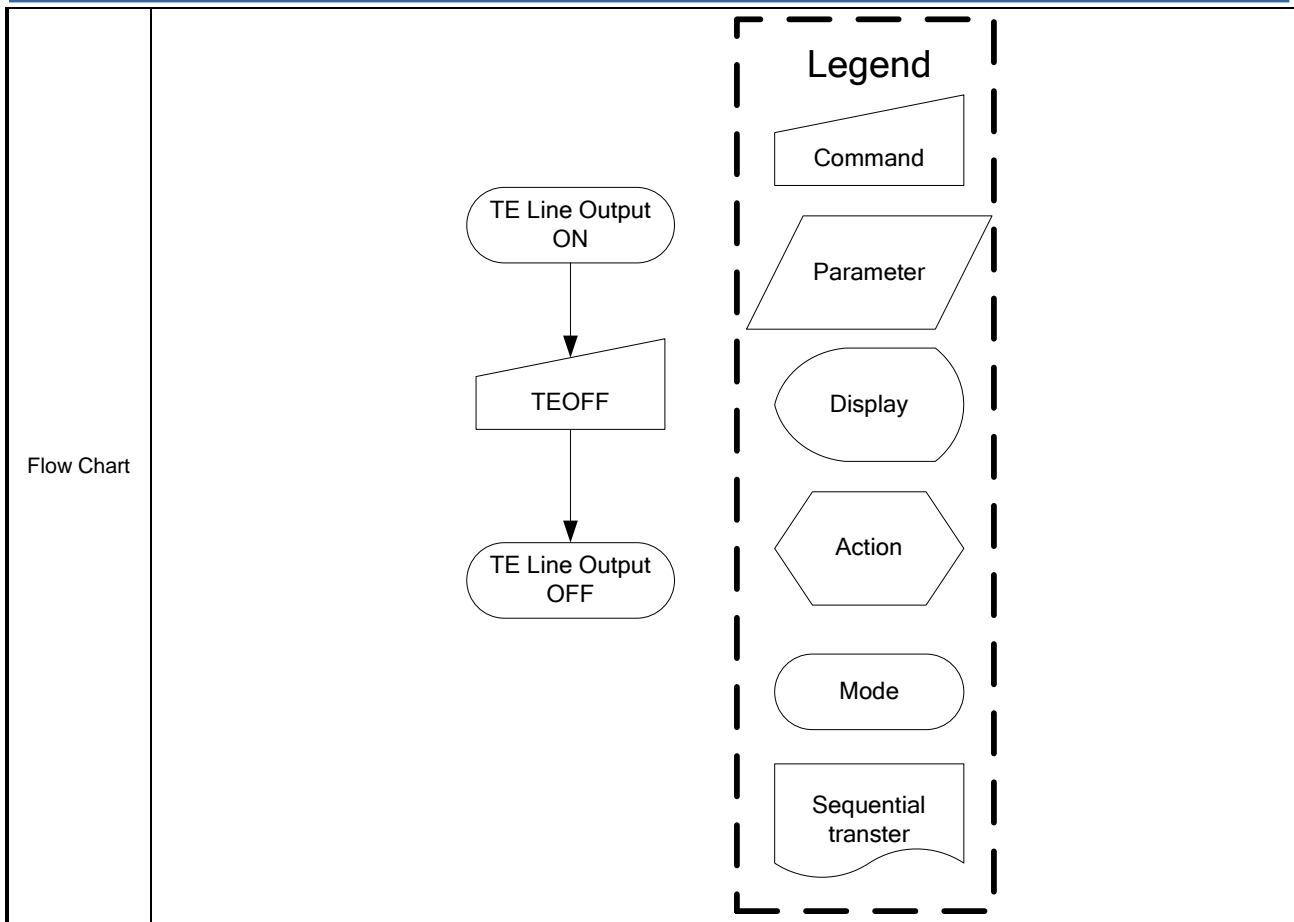 Flow Chart
TE Line Output
ON
TEOFF
TE Line Output
OFF
Legend
Command
Parameter
Display
Action
Mode
Sequential
transter